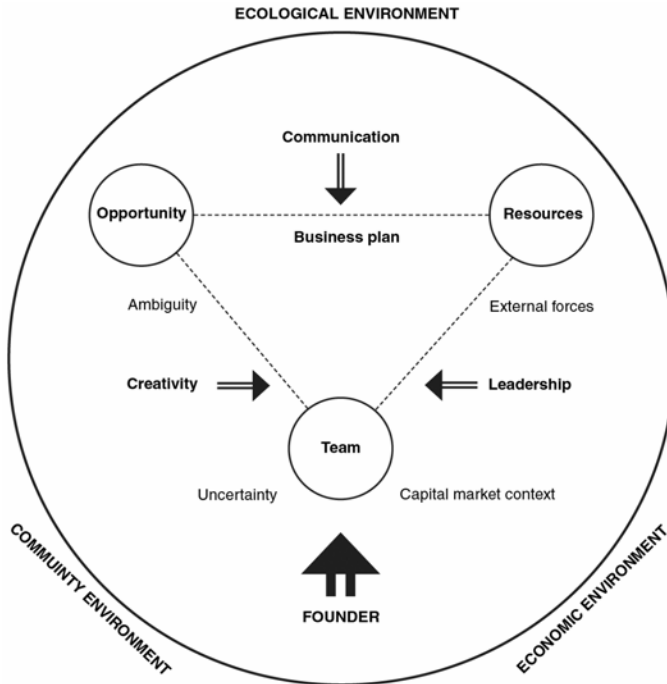 ECOLOGICAL ENVIRONMENT
Communication
Opportunity
Resources
Business plan
Ambiguity
External forces
Creativity
Leadership
Team
Uncertainty
Capital market context
COMMUINTY ENVIRONMENT
ECONOMIC ENVIRONMENT
FOUNDER